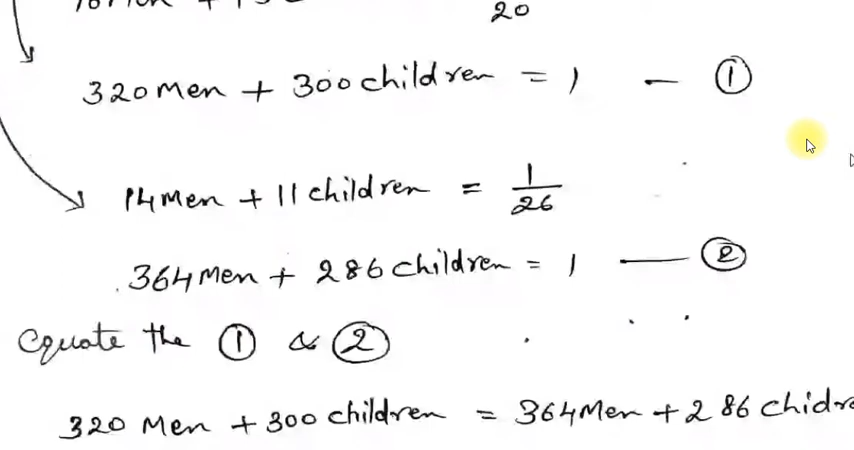 20
320 Men + 300 children = 1 — ①
14 Men + 11 children = 1/26
364 Men + 286 children = 1 — ②
equate the ① & ②
320 Men + 300 children = 364 Men + 286 Chidre